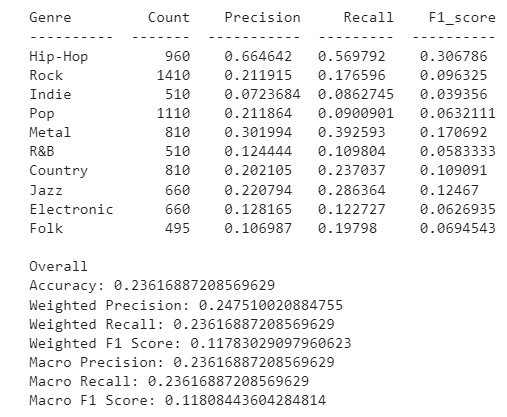 Genre Count Precision Recall F1_score
---------- ------- ----------- --------- ----------
Hip-Hop 960 0.664642 0.569792 0.306786
Rock 1410 0.211915 0.176596 0.096325
Indie 510 0.0723684 0.0862745 0.039356
Pop 1110 0.211864 0.0900901 0.0632111
Metal 810 0.301994 0.392593 0.170692
R&B 510 0.124444 0.109804 0.0583333
Country 810 0.202105 0.237037 0.109091
Jazz 660 0.220794 0.286364 0.12467
Electronic 660 0.128165 0.122727 0.0626935
Folk 495 0.106987 0.19798 0.0694543
Overall
Accuracy: 0.23616887208569629
Weighted Precision: 0.247510020884755
Weighted Recall: 0.23616887208569629
Weighted F1 Score: 0.11783029097960623
Macro Precision: 0.23616887208569629
Macro Recall: 0.23616887208569629
Macro F1 Score: 0.11808443604284814